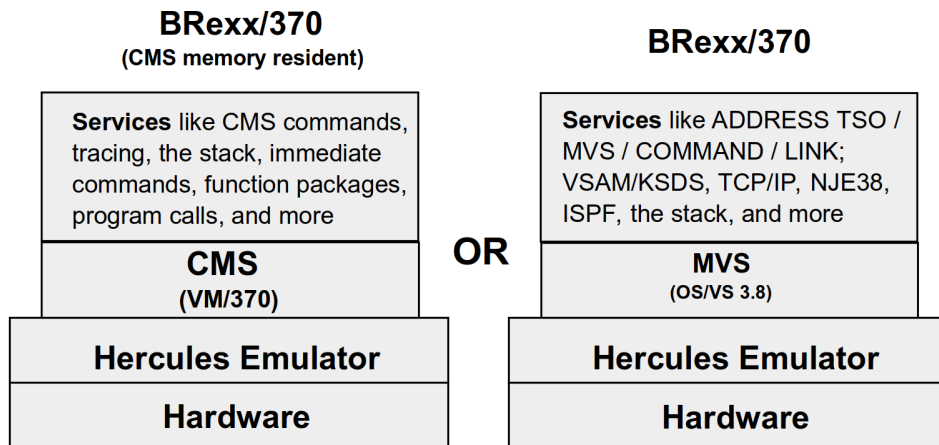 BRexx/370
(CMS memory resident)
Services like CMS commands,
tracing, the stack, immediate
commands, function packages,
program calls, and more
CMS
(VM/370)
Hercules Emulator
Hardware
OR
BRexx/370
Services like ADDRESS TSO /
MVS / COMMAND / LINK;
VSAM/KSDS, TCP/IP, NJE38,
ISPF, the stack, and more
MVS
(OS/VS 3.8)
Hercules Emulator
Hardware